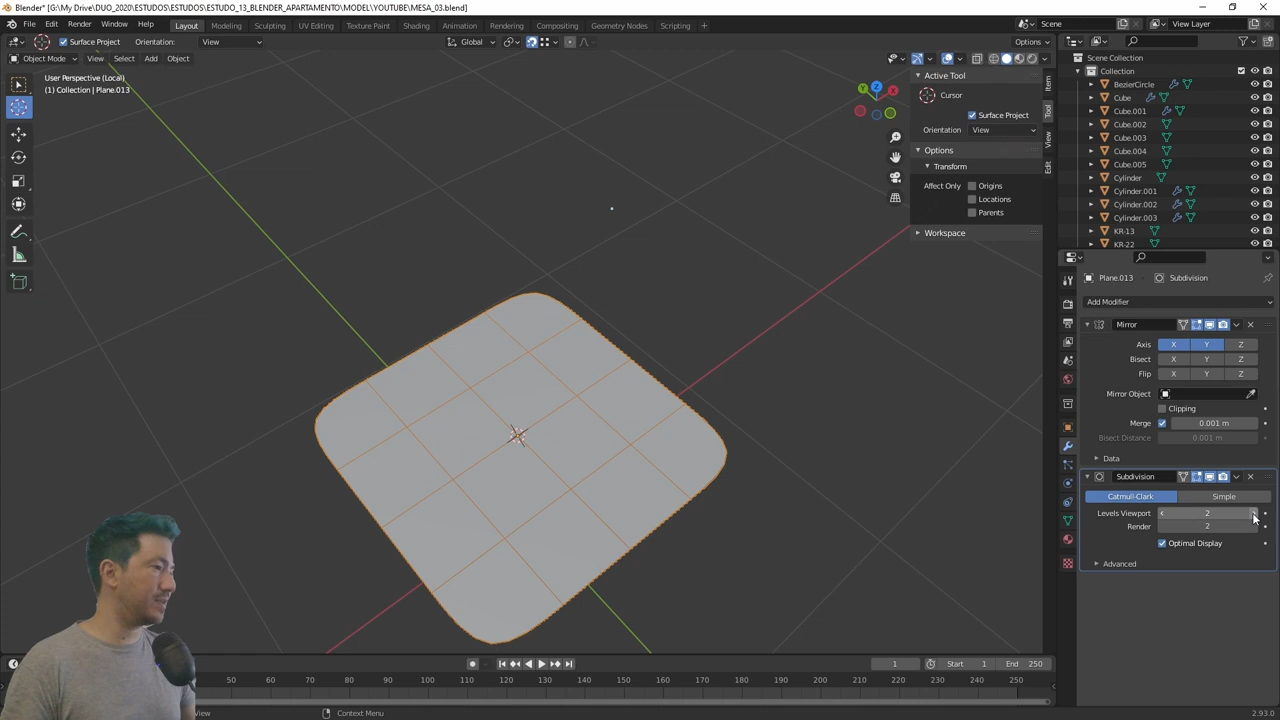 Blender* [G:\My Drive\DUO_2020\ESTUDOS\ESTUDO_13_BLENDER_APARTAMENTO\MODEL\YOUTUBE\MESA_03.blend]
File Edit Render Window Help Layout Modeling Sculpting UV Editing Texture Paint Shading Animation Rendering Compositing Geometry Nodes Scripting + Scene View Layer
Surface Project Orientation: View Global Options
Object Mode View Select Add Object
User Perspective (Local)
(1) Collection | Plane.013
Active Tool
Cursor
Surface Project
Orientation View
Options
Transform
Affect Only Origins
Locations
Parents
Workspace
Item
Tool
View
Edit
Scene Collection
Collection
BezierCircle
Cube
Cube.001
Cube.002
Cube.003
Cube.004
Cube.005
Cylinder
Cylinder.001
Cylinder.002
Cylinder.003
KR-13
KR-22
Plane.013 Subdivision
Add Modifier
Mirror
Axis X Y Z
Bisect X Y Z
Flip X Y Z
Mirror Object
Clipping
Merge 0.001 m
Bisect Distance 0.001 m
Data
Subdivision
Catmull-Clark Simple
Levels Viewport 2
Render 2
Optimal Display
Advanced
1 Start 1 End 250
50 60 70 80 90 100 110 120 130 140 150 160 170 180 190 200 210 220 230 240 250
View Context Menu 2.93.0